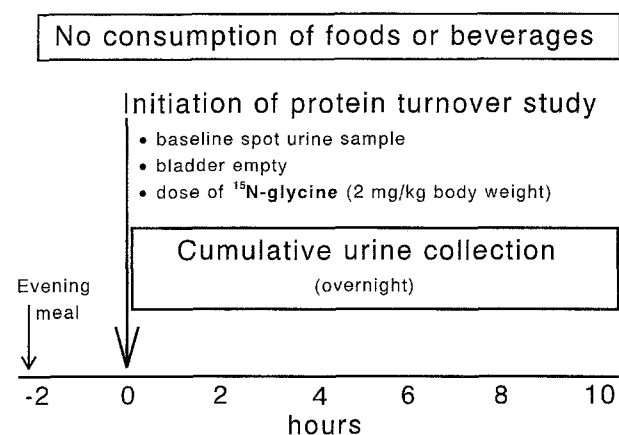 No consumption of foods or beverages
Initiation of protein turnover study
• baseline spot urine sample
• bladder empty
• dose of ¹⁵N-glycine (2 mg/kg body weight)
Cumulative urine collection
(overnight)
Evening
meal
-2 0 2 4 6 8 10
hours